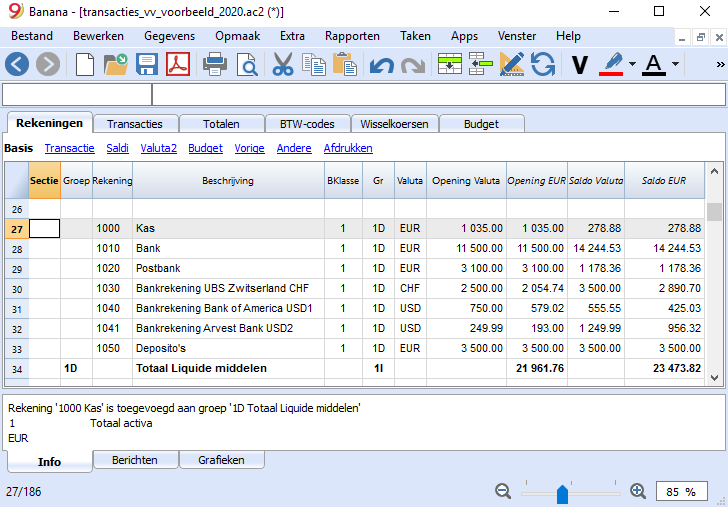 Banana - [transacties_vv_voorbeeld_2020.ac2 (*)]
Bestand Bewerken Gegevens Opmaak Extra Rapporten Taken Apps Venster Help
V A »
Rekeningen Transacties Totalen BTW-codes Wisselkoersen Budget
Basis Transactie Saldi Valuta2 Budget Vorige Andere Afdrukken
Sectie Groep Rekening Beschrijving BKlasse Gr Valuta Opening Valuta Opening EUR Saldo Valuta Saldo EUR
26
27 1000 Kas 1 1D EUR 1 035.00 1 035.00 278.88 278.88
28 1010 Bank 1 1D EUR 11 500.00 11 500.00 14 244.53 14 244.53
29 1020 Postbank 1 1D EUR 3 100.00 3 100.00 1 178.36 1 178.36
30 1030 Bankrekening UBS Zwitserland CHF 1 1D CHF 2 500.00 2 054.74 3 500.00 2 890.70
31 1040 Bankrekening Bank of America USD1 1 1D USD 750.00 579.02 555.55 425.03
32 1041 Bankrekening Arvest Bank USD2 1 1D USD 249.99 193.00 1 249.99 956.32
33 1050 Deposito's 1 1D EUR 3 500.00 3 500.00 3 500.00 3 500.00
34 1D Totaal Liquide middelen 1I 21 961.76 23 473.82
Rekening '1000 Kas' is toegevoegd aan groep '1D Totaal Liquide middelen'
1 Totaal activa
EUR
Info Berichten Grafieken
27/186 85 %